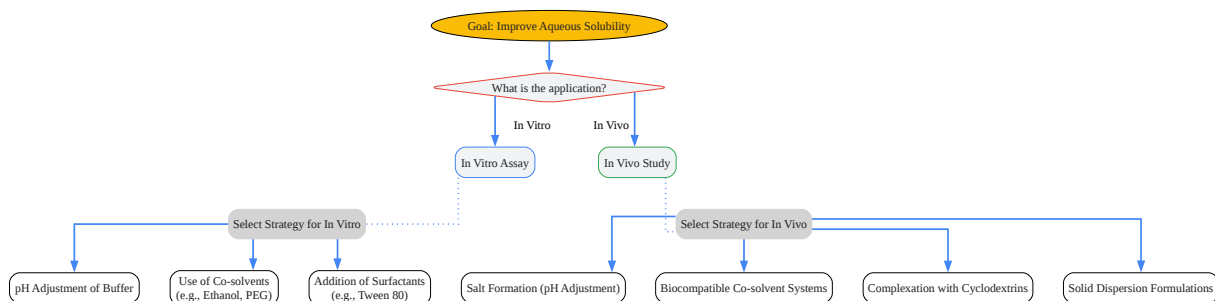 Goal: Improve Aqueous Solubility
What is the application?
In Vitro
In Vivo
In Vitro Assay
In Vivo Study
Select Strategy for In Vitro
Select Strategy for In Vivo
pH Adjustment of Buffer
Use of Co-solvents
(e.g., Ethanol, PEG)
Addition of Surfactants
(e.g., Tween 80)
Salt Formation (pH Adjustment)
Biocompatible Co-solvent Systems
Complexation with Cyclodextrins
Solid Dispersion Formulations